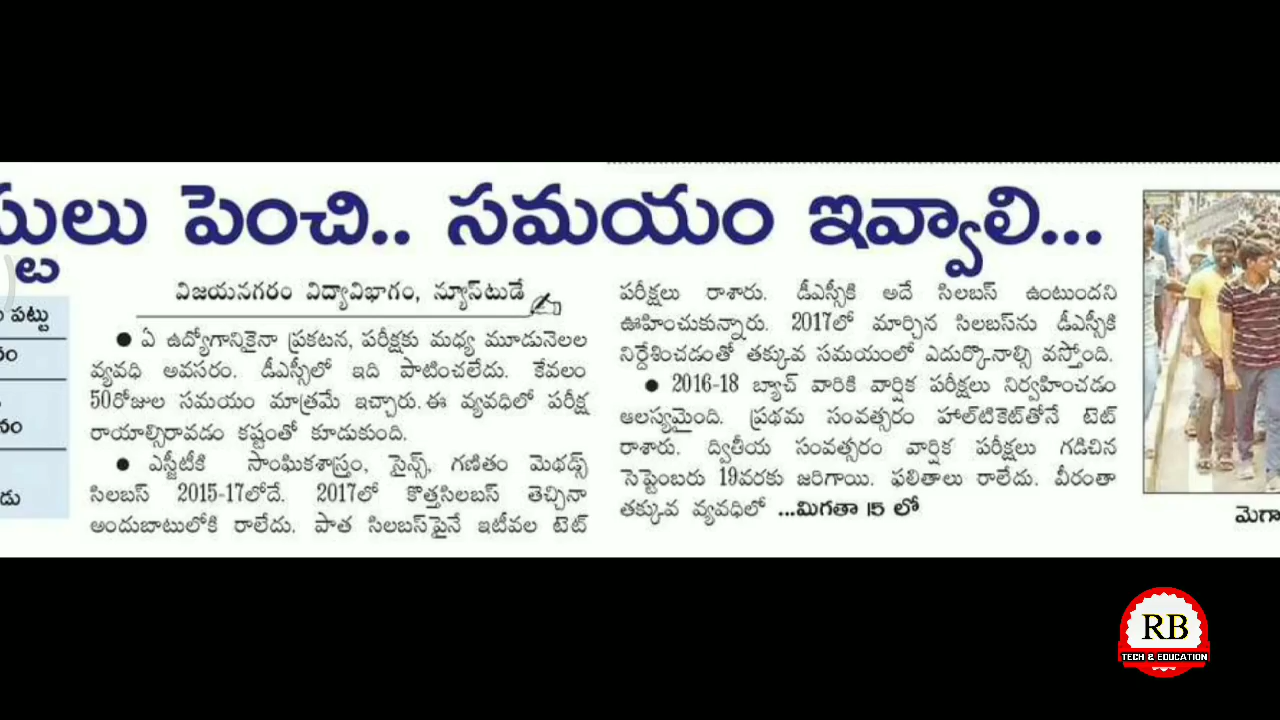 పెంచి.. సమయం ఇవ్వాలి...
పట్టు
విజయనగరం విద్యావిభాగం, న్యూస్‌టుడే
● ఏ ఉద్యోగానికైనా ప్రకటన, పరీక్షకు మధ్య మూడునెలల
వ్యవధి అవసరం. డీఎస్సీలో ఇది పాటించలేదు. కేవలం
50రోజుల సమయం మాత్రమే ఇచ్చారు. ఈ వ్యవధిలో పరీక్ష
రాయాల్సిరావడం కష్టంతో కూడుకుంది.
● ఎస్జీటీకి సాంఘికశాస్త్రం, సైన్స్, గణితం మెథడ్స్
సిలబస్ 2015-17లోదే. 2017లో కొత్తసిలబస్ తెచ్చినా
అందుబాటులోకి రాలేదు. పాత సిలబస్‌పైనే ఇటీవల టెట్
పరీక్షలు రాశారు. డీఎస్సీకి అదే సిలబస్ ఉంటుందని
ఊహించుకున్నారు. 2017లో మార్చిన సిలబస్‌ను డీఎస్సీకి
నిర్దేశించడంతో తక్కువ సమయంలో ఎదుర్కొనాల్సి వస్తోంది.
● 2016-18 బ్యాచ్ వారికి వార్షిక పరీక్షలు నిర్వహించడం
ఆలస్యమైంది. ప్రథమ సంవత్సరం హాల్‌టికెట్‌తోనే టెట్
రాశారు. ద్వితీయ సంవత్సరం వార్షిక పరీక్షలు గడిచిన
సెప్టెంబరు 19వరకు జరిగాయి. ఫలితాలు రాలేదు. వీరంతా
తక్కువ వ్యవధిలో ...మిగతా 15 లో
RB
TECH & EDUCATION